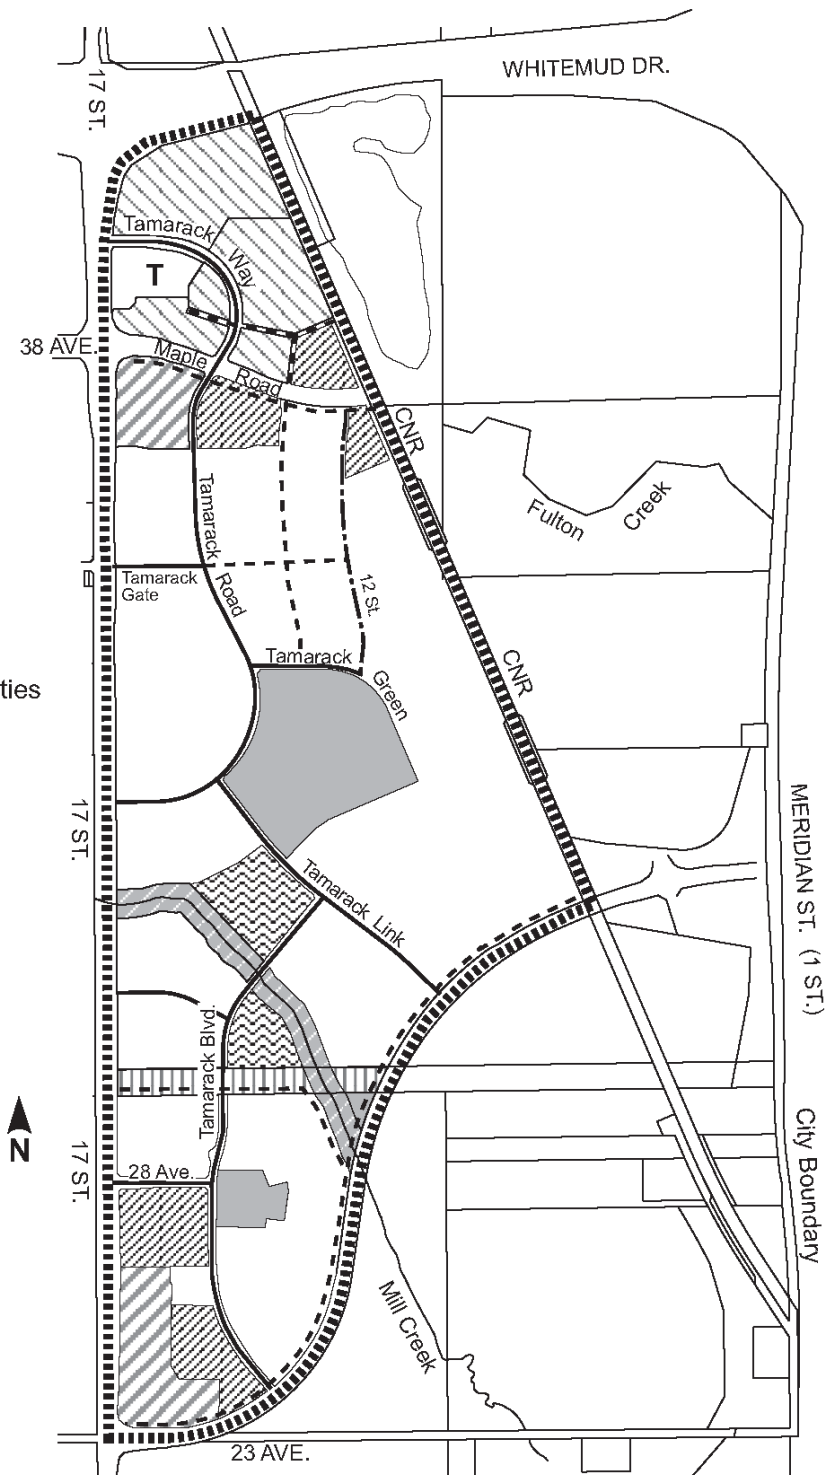 WHITEMUD DR.
17 ST.
Tamarack
Way
T
38 AVE.
Maple
Road
CNR
Fulton
Creek
Tamarack
Road
Tamarack
Gate
12 St.
Tamarack
Green
CNR
ties
17 ST.
MERIDIAN ST. (1 ST.)
Tamarack Link
Tamarack Blvd.
N
17 ST.
28 Ave.
City Boundary
Mill Creek
23 AVE.